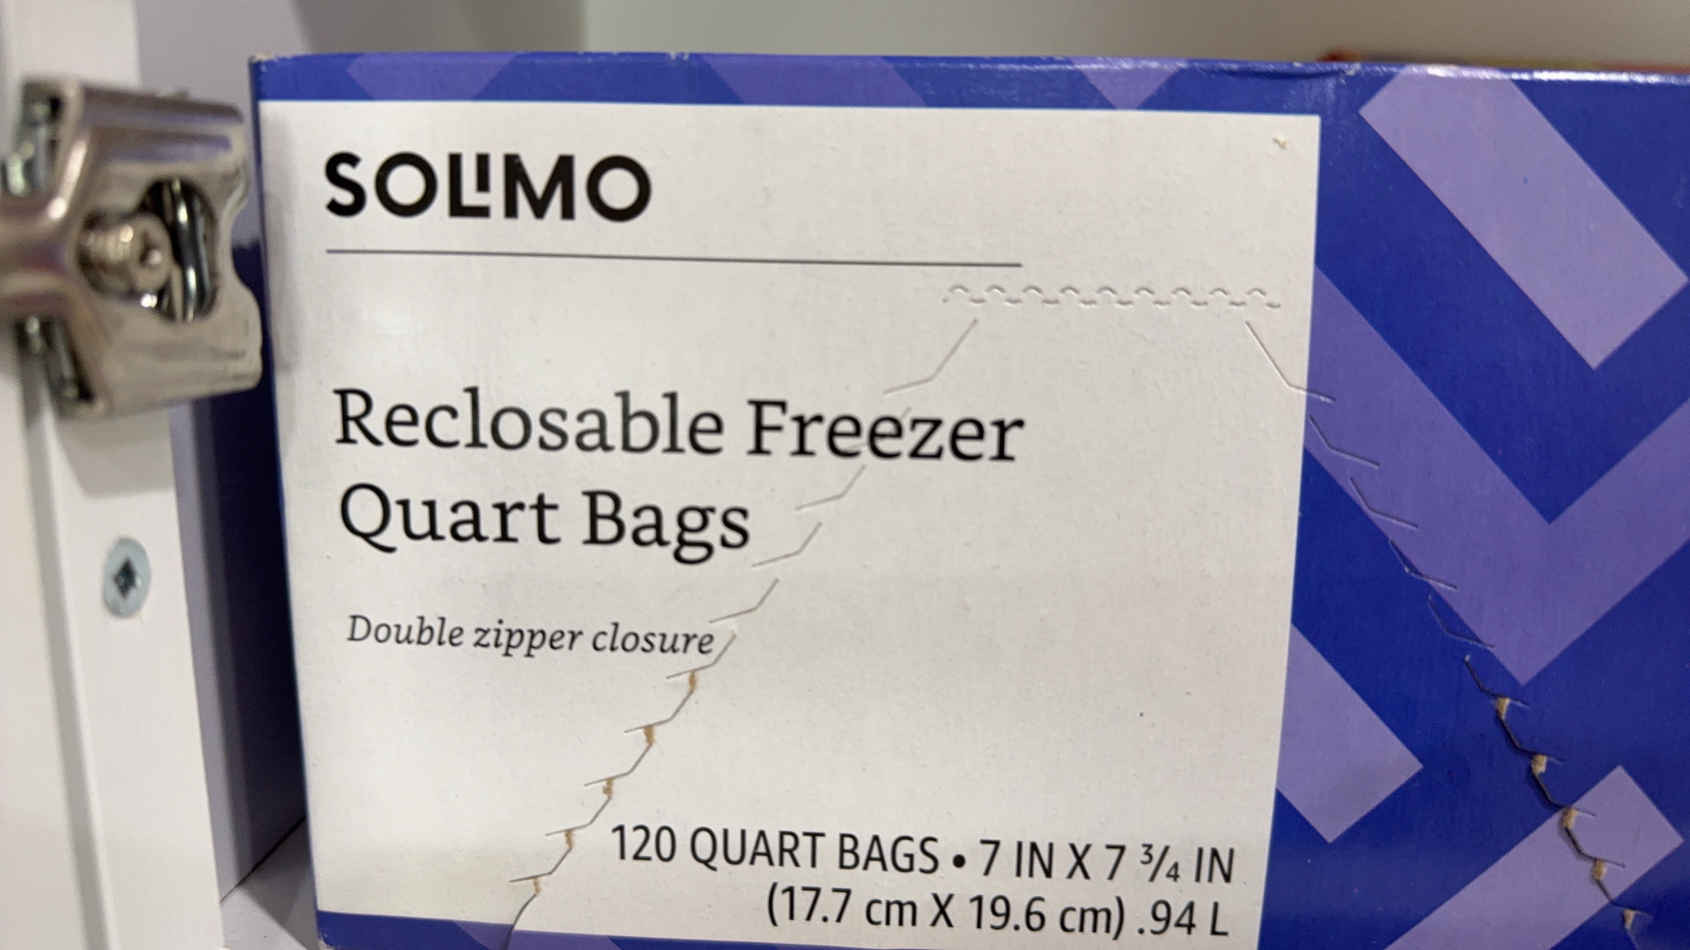 SOLIMO
Reclosable Freezer
Quart Bags
Double zipper closure
120 QUART BAGS • 7 IN X 7 ¾ IN
(17.7 cm X 19.6 cm) .94 L